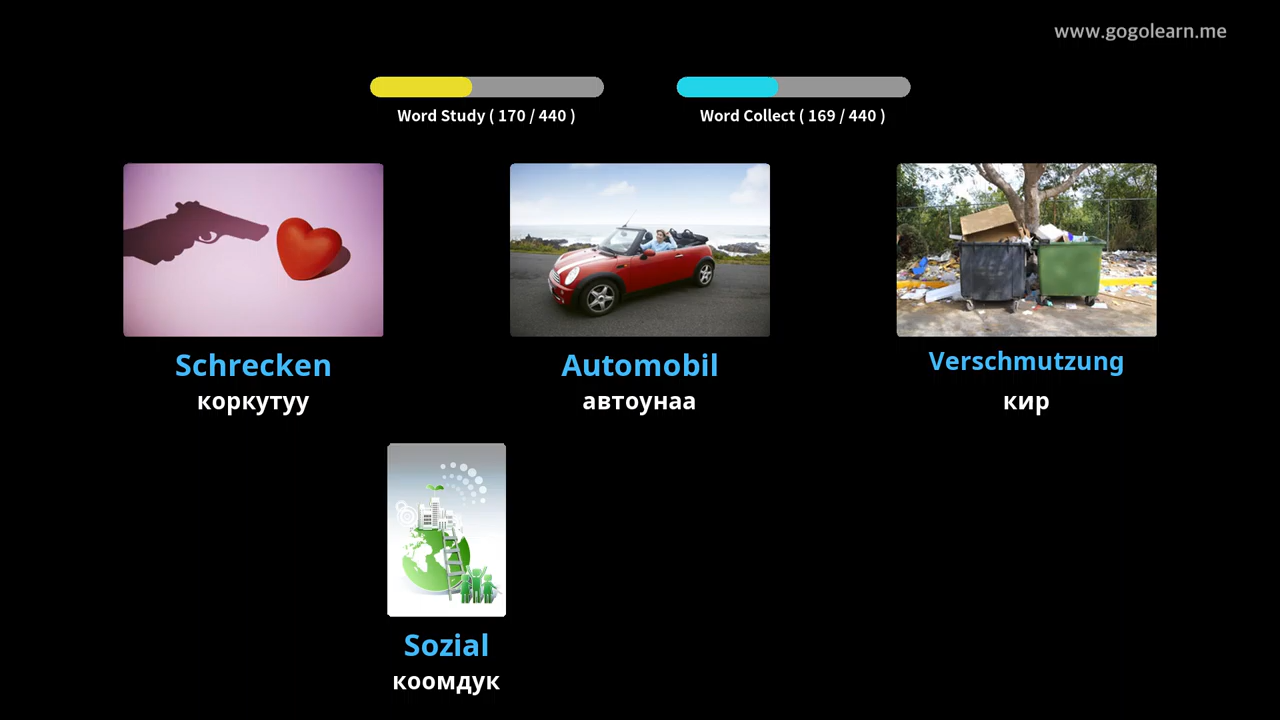 www.gogolearn.me
Word Study ( 170 / 440 )
Word Collect ( 169 / 440 )
Schrecken
коркутуу
Automobil
автоунаа
Verschmutzung
кир
Sozial
коомдук